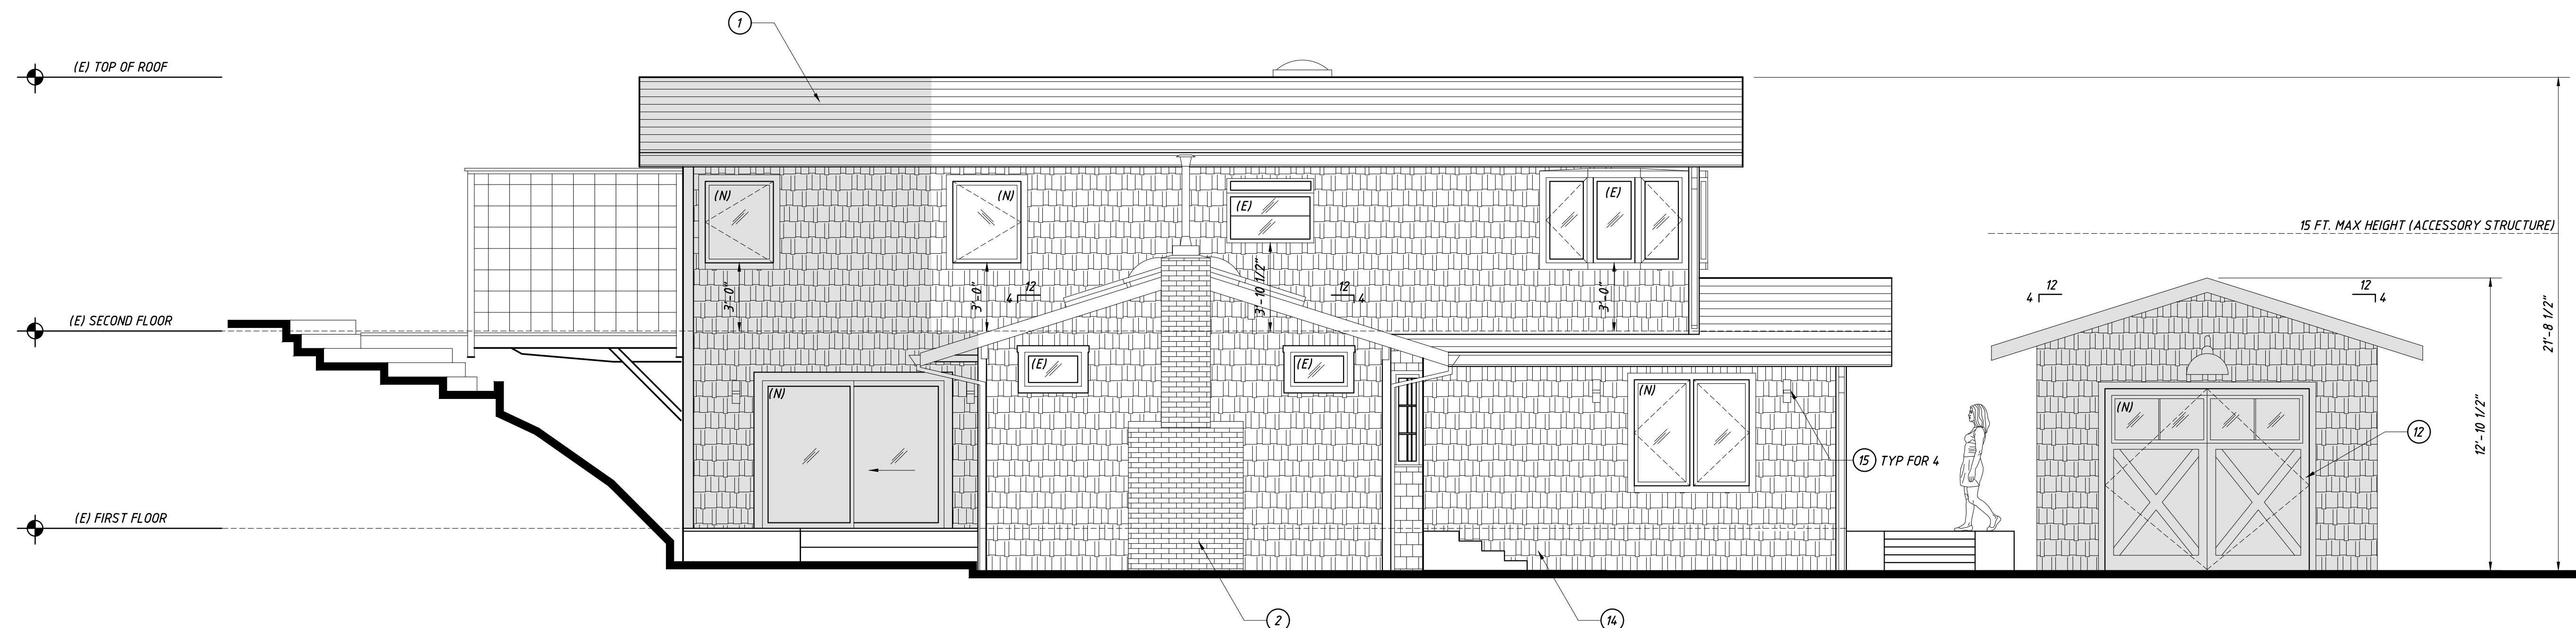 1
(E) TOP OF ROOF
(N)
(N)
(E)
(E)
15 FT. MAX HEIGHT (ACCESSORY STRUCTURE)
3'-0"
3'-0"
12
4
3'-10 1/2"
12
4
3'-0"
12
4
12
4
21'-8 1/2"
(E) SECOND FLOOR
(E)
(E)
(N)
(N)
(N)
12'-10 1/2"
12
15 TYP FOR 4
(E) FIRST FLOOR
2
14